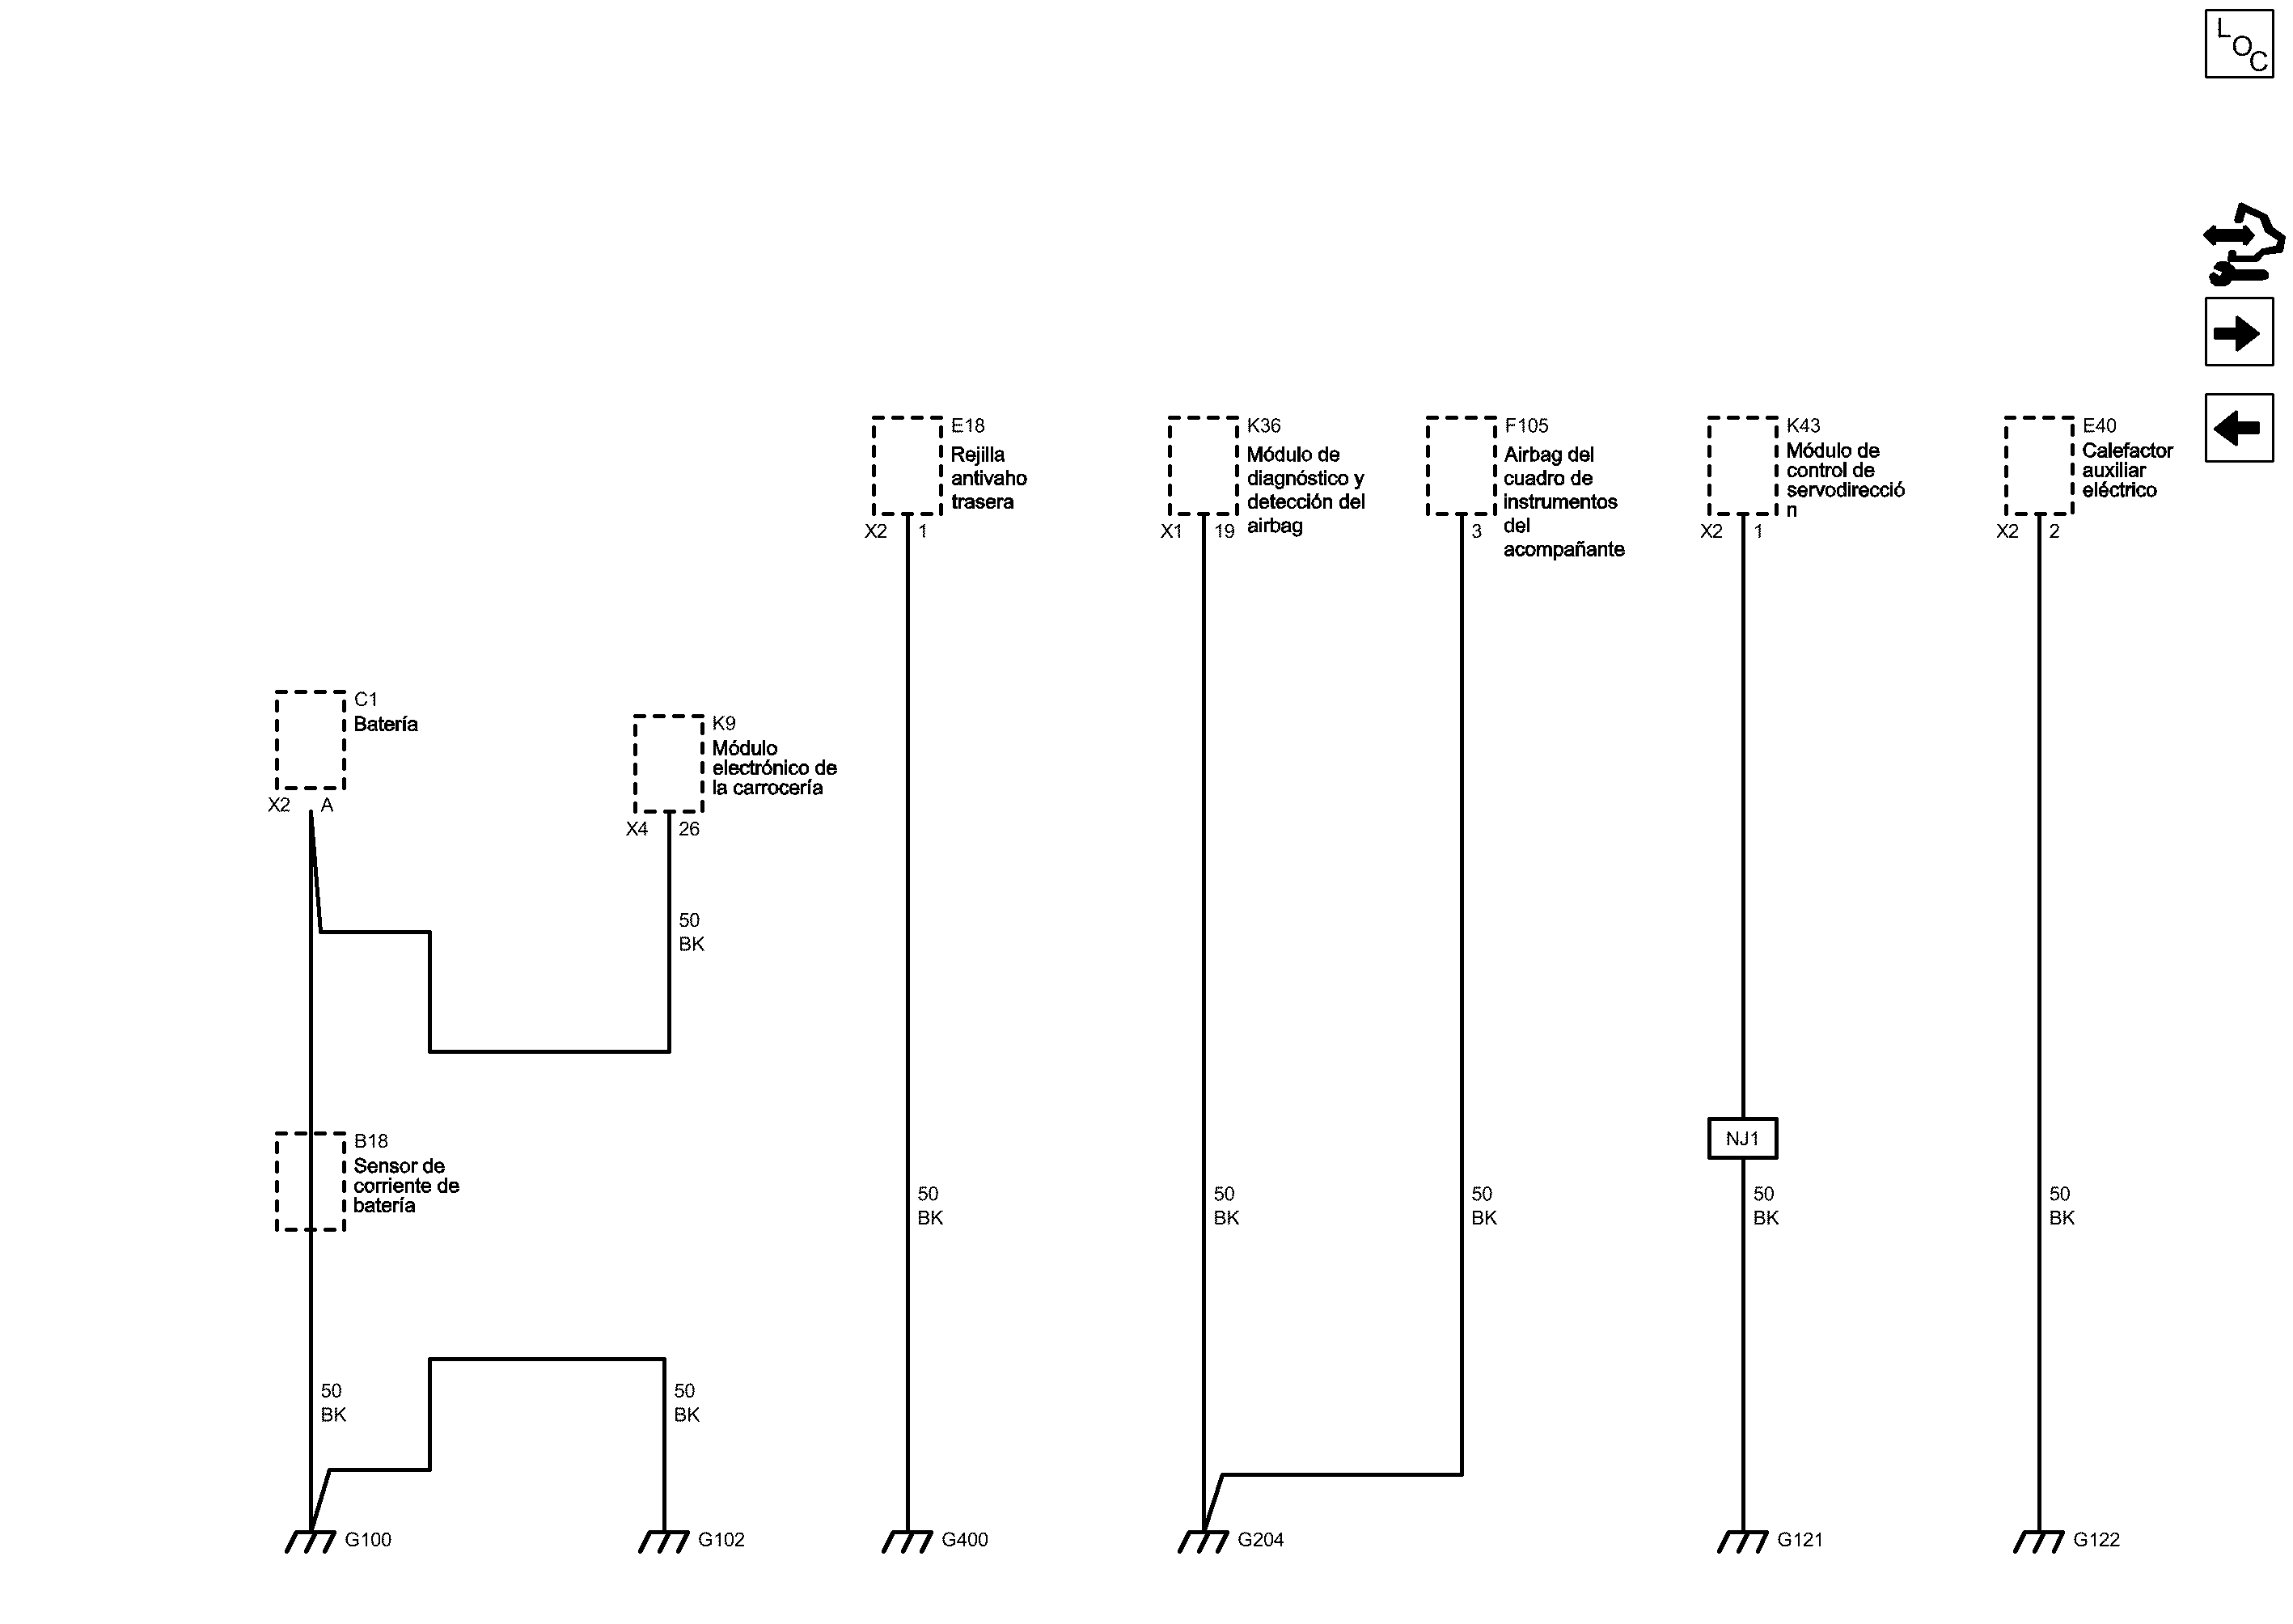 LOC
E18
Rejilla
antivaho
trasera
X2 1
K36
Módulo de
diagnóstico y
detección del
airbag
X1 19
F105
Airbag del
cuadro de
instrumentos
del
acompañante
3
K43
Módulo de
control de
servodirecció
n
X2 1
E40
Calefactor
auxiliar
eléctrico
X2 2
C1
Batería
X2 A
K9
Módulo
electrónico de
la carrocería
X4 26
50
BK
B18
Sensor de
corriente de
batería
NJ1
50
BK
50
BK
50
BK
50
BK
50
BK
50
BK
50
BK
G100
G102
G400
G204
G121
G122